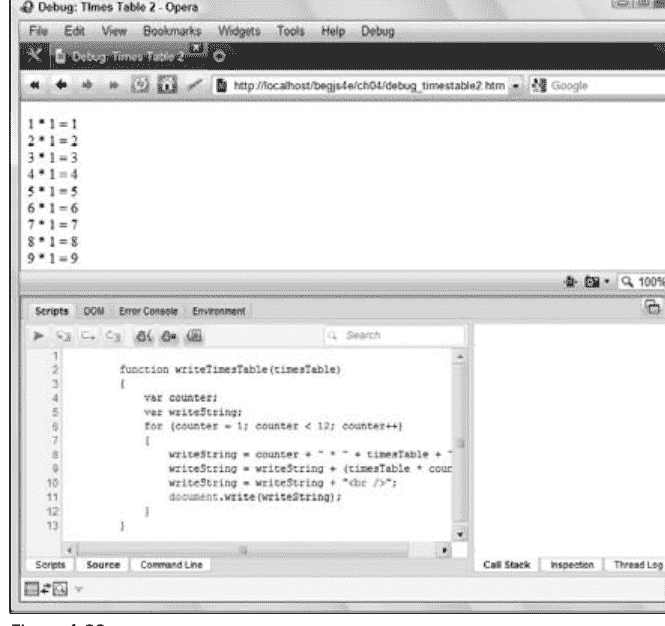 Debug: Times Table 2 - Opera
File Edit View Bookmarks Widgets Tools Help Debug
Debug: Times Table 2
http://localhost/begjs4e/ch04/debug_timestable2.htm Google
1 * 1 = 1
2 * 1 = 2
3 * 1 = 3
4 * 1 = 4
5 * 1 = 5
6 * 1 = 6
7 * 1 = 7
8 * 1 = 8
9 * 1 = 9
100%
Scripts DOM Error Console Environment
Search
1
2 function writeTimesTable(timesTable)
3 {
4 var counter;
5 var writeString;
6 for (counter = 1; counter < 12; counter++)
7 {
8 writeString = counter + " * " + timesTable + "
9 writeString = writeString + (timesTable * coun
10 writeString = writeString + "<br />";
11 document.write(writeString);
12 }
13 }
Scripts Source Command Line
Call Stack Inspection Thread Log